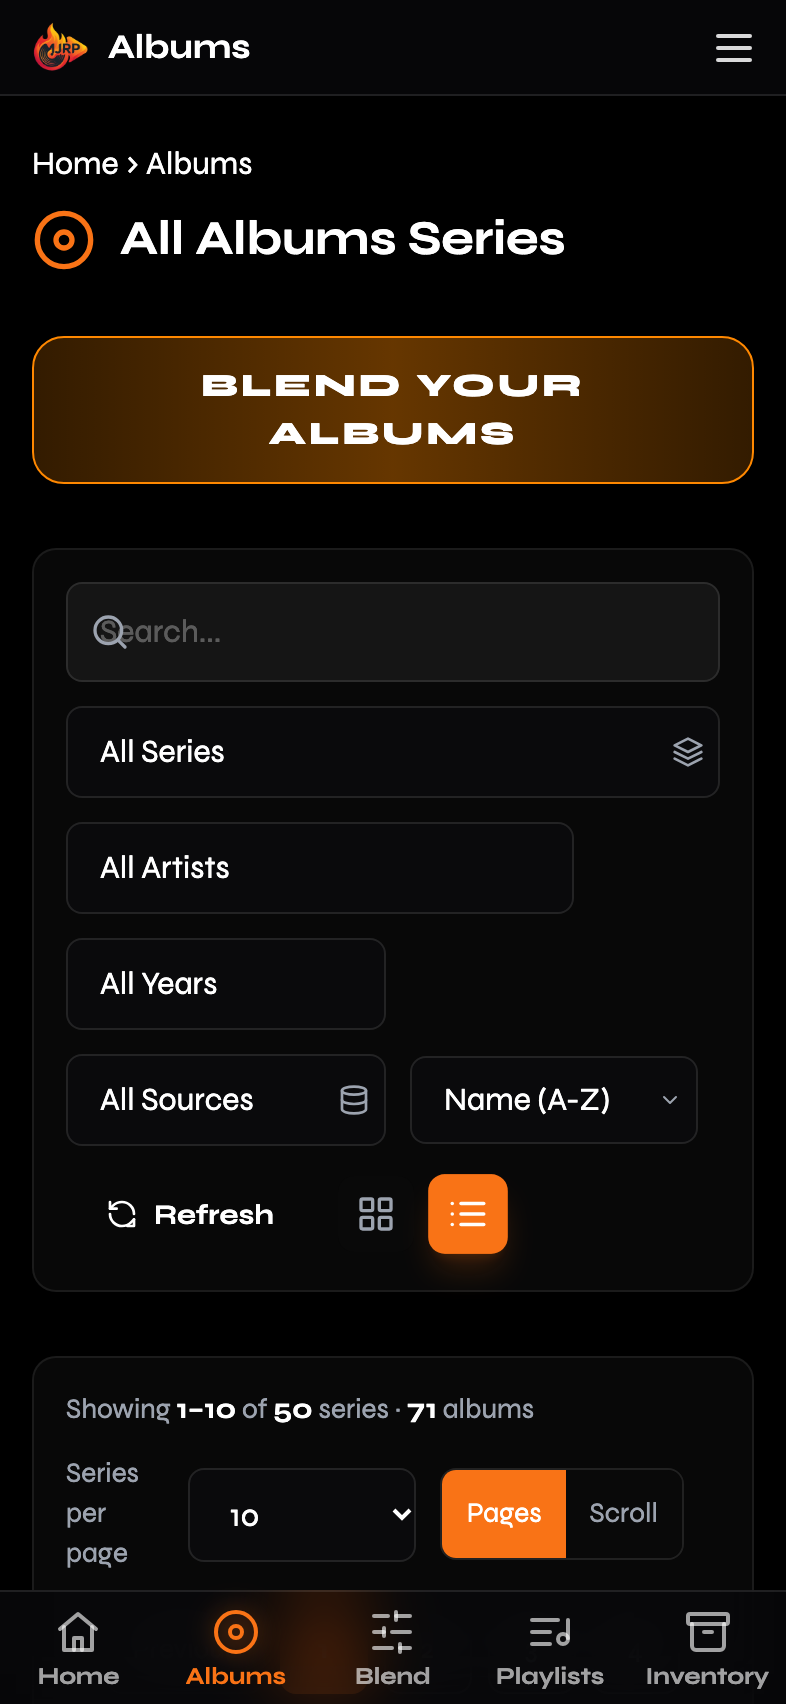 MJRP
Albums
Home › Albums
All Albums Series
BLEND YOUR
ALBUMS
Search...
All Series
All Artists
All Years
All Sources
Name (A-Z)
Refresh
Showing 1–10 of 50 series · 71 albums
Series
per
page
10
Pages
Scroll
Home
Albums
Blend
Playlists
Inventory